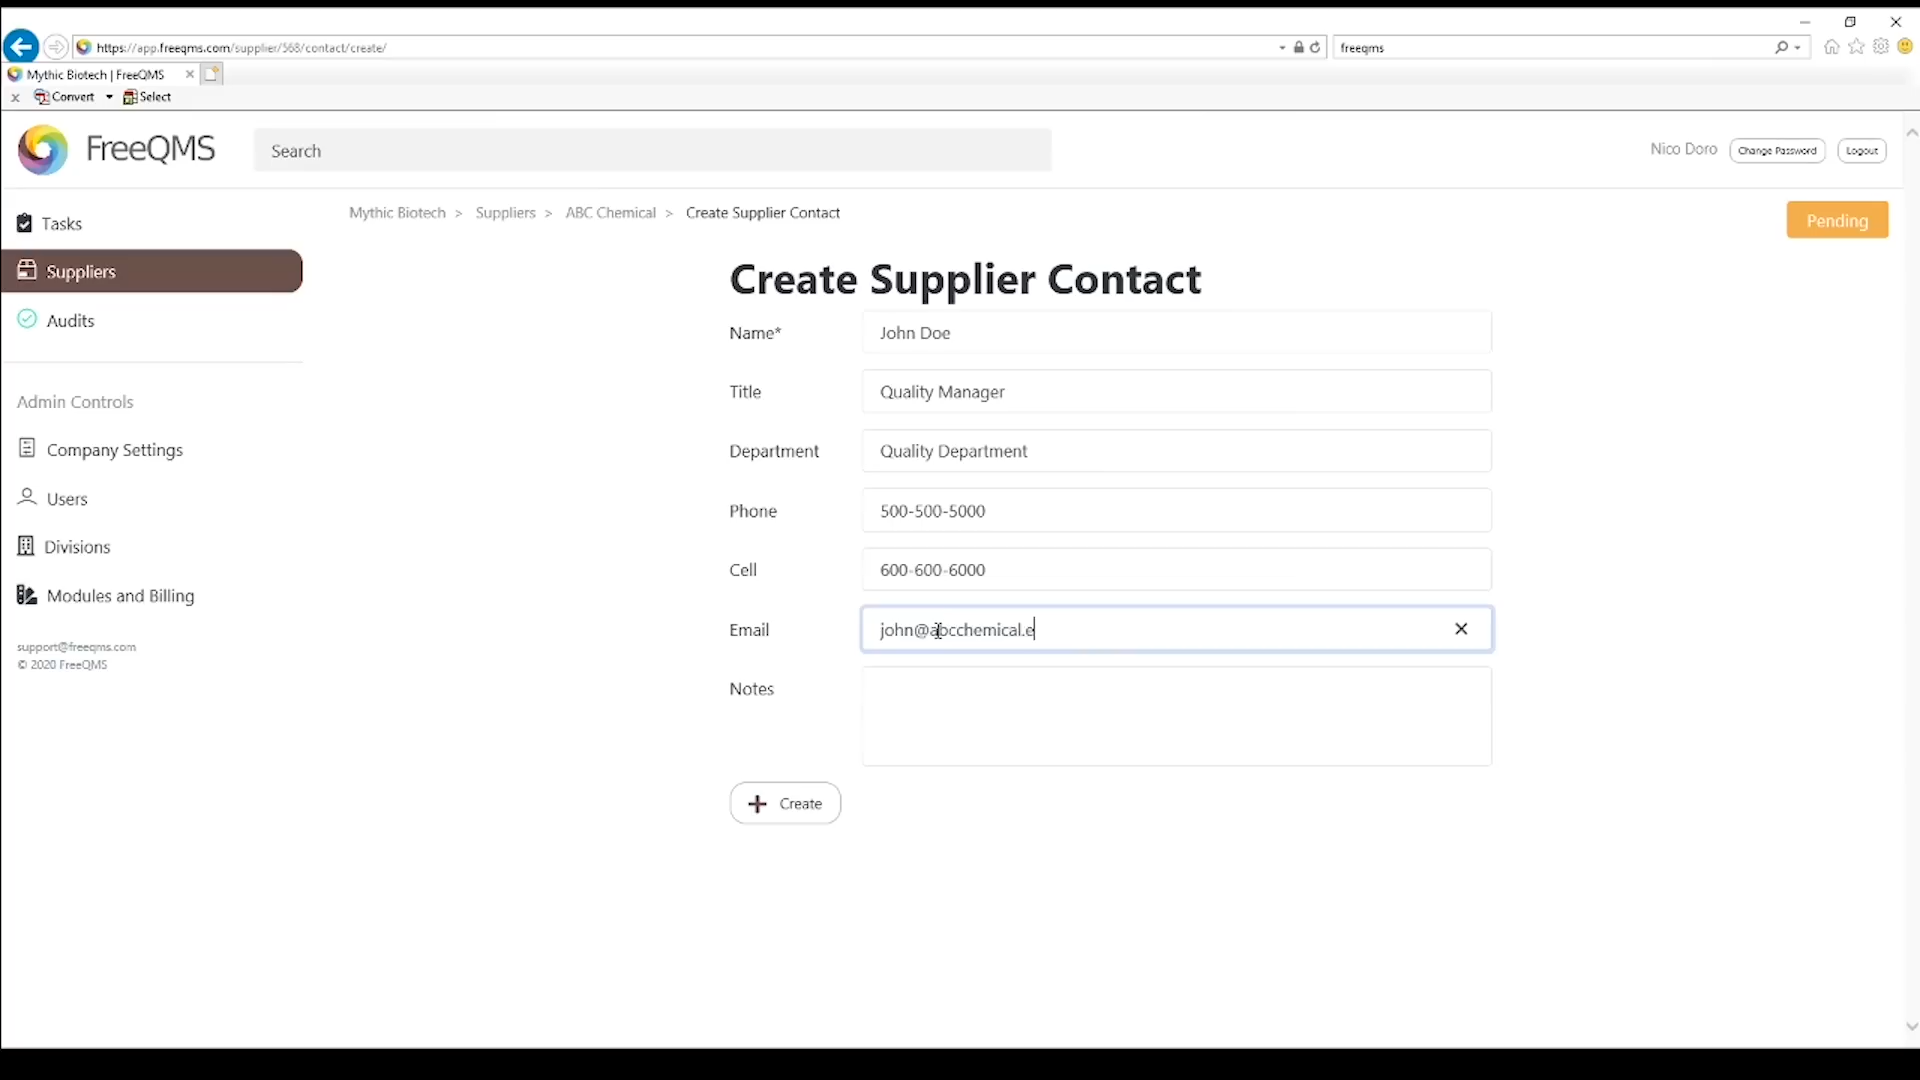 https://app.freeqms.com/supplier/568/contact/create/
freeqms
Mythic Biotech | FreeQMS
Convert
Select
FreeQMS
Search
Nico Doro
Change Password
Logout
Tasks
Suppliers
Audits
Admin Controls
Company Settings
Users
Divisions
Modules and Billing
support@freeqms.com
© 2020 FreeQMS
Mythic Biotech > Suppliers > ABC Chemical > Create Supplier Contact
Pending
Create Supplier Contact
Name* John Doe
Title Quality Manager
Department Quality Department
Phone 500-500-5000
Cell 600-600-6000
Email john@abcchemical.e
Notes
Create